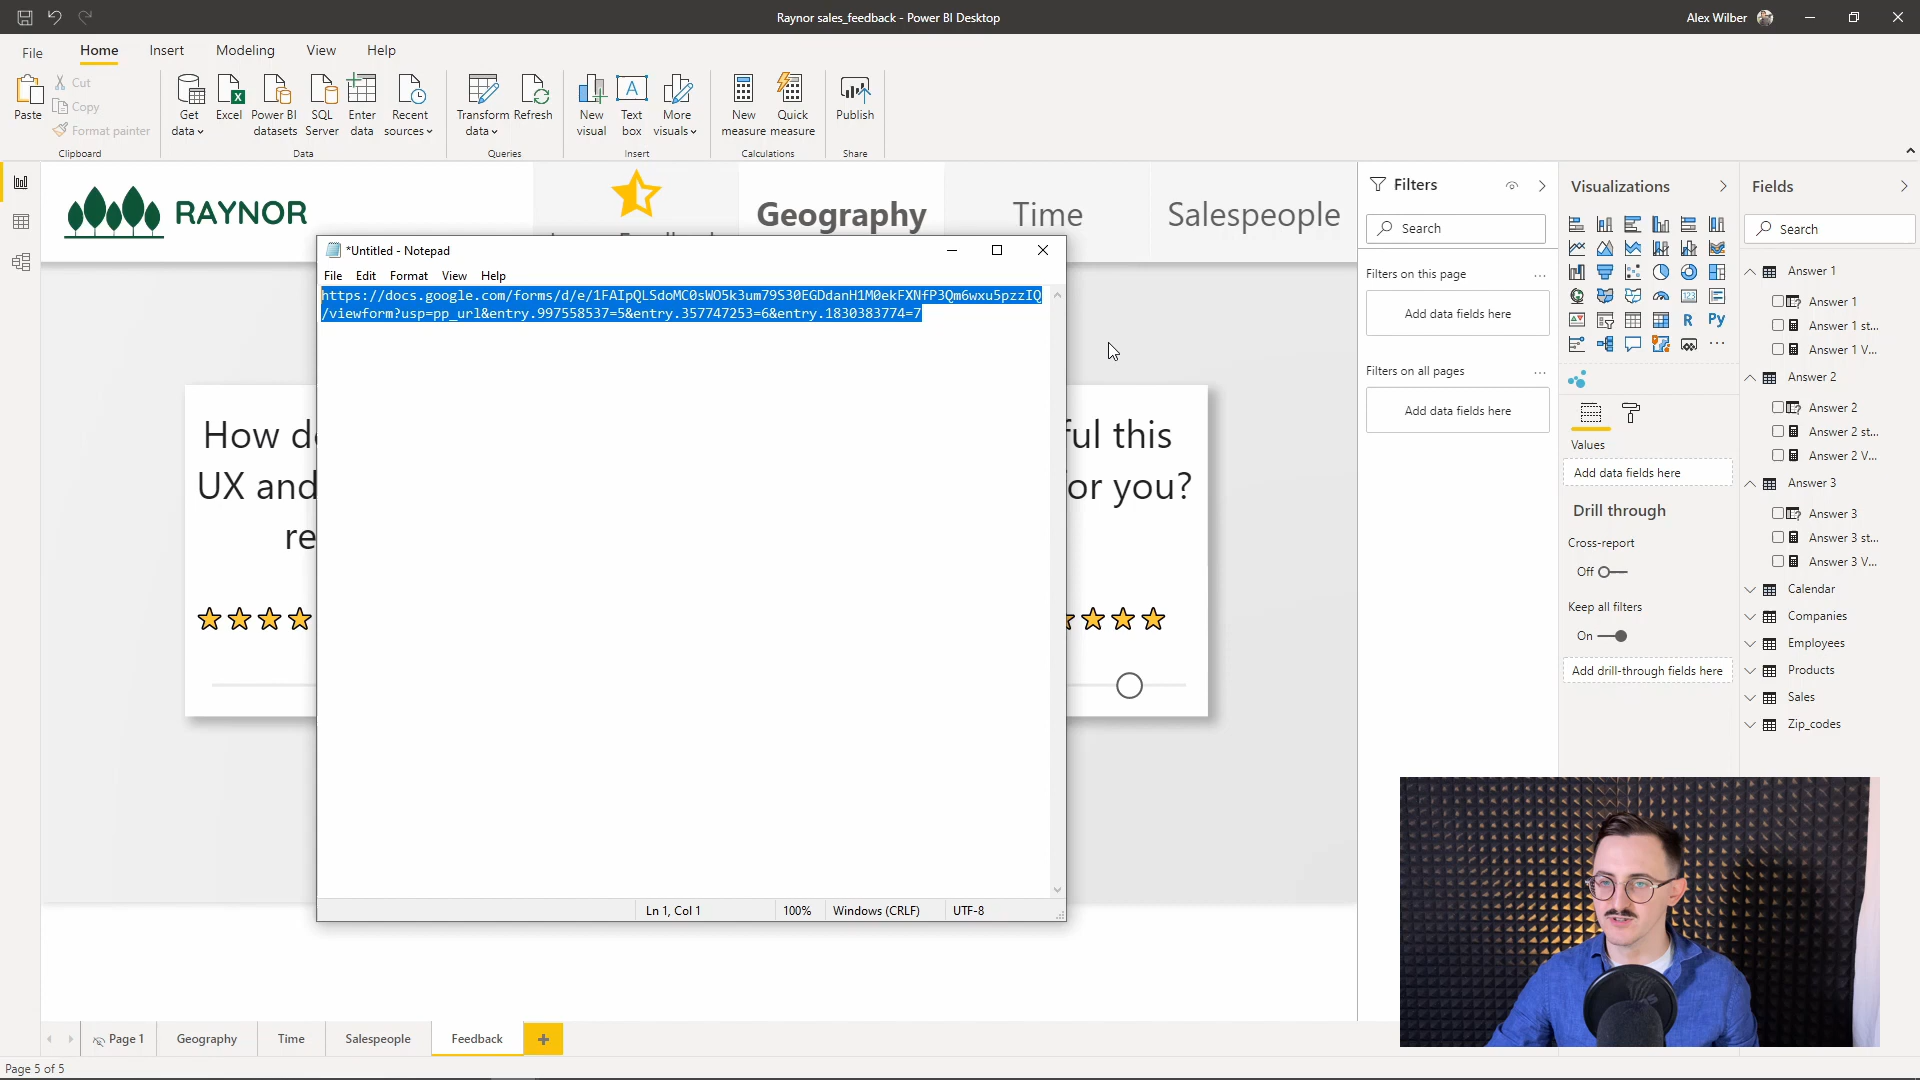 Raynor sales_feedback - Power BI Desktop
Alex Wilber
File
Home
Insert
Modeling
View
Help
Paste
Cut
Copy
Format painter
Clipboard
Get data
Excel
Power BI datasets
SQL Server
Enter data
Recent sources
Data
Transform data
Refresh
Queries
New visual
Text box
More visuals
Insert
New measure
Quick measure
Calculations
Publish
Share
RAYNOR
Geography
Time
Salespeople
*Untitled - Notepad
File
Edit
Format
View
Help
https://docs.google.com/forms/d/e/1FAIpQLSdoMC0sWO5k3um79S30EGDdanH1M0ekFXNfP3Qm6wxu5pzzIQ
/viewform?usp=pp_url&entry.997558537=5&entry.357747253=6&entry.1830383774=7
Ln 1, Col 1
100%
Windows (CRLF)
UTF-8
How d
UX and
re
ful this
or you?
Filters
Search
Filters on this page
...
Add data fields here
Filters on all pages
...
Add data fields here
Visualizations
R
Py
...
Values
Add data fields here
Drill through
Cross-report
Off
Keep all filters
On
Add drill-through fields here
Fields
Search
Answer 1
Answer 1
Answer 1 st...
Answer 1 V...
Answer 2
Answer 2
Answer 2 st...
Answer 2 V...
Answer 3
Answer 3
Answer 3 st...
Answer 3 V...
Calendar
Companies
Employees
Products
Sales
Zip_codes
Page 1
Geography
Time
Salespeople
Feedback
+
Page 5 of 5